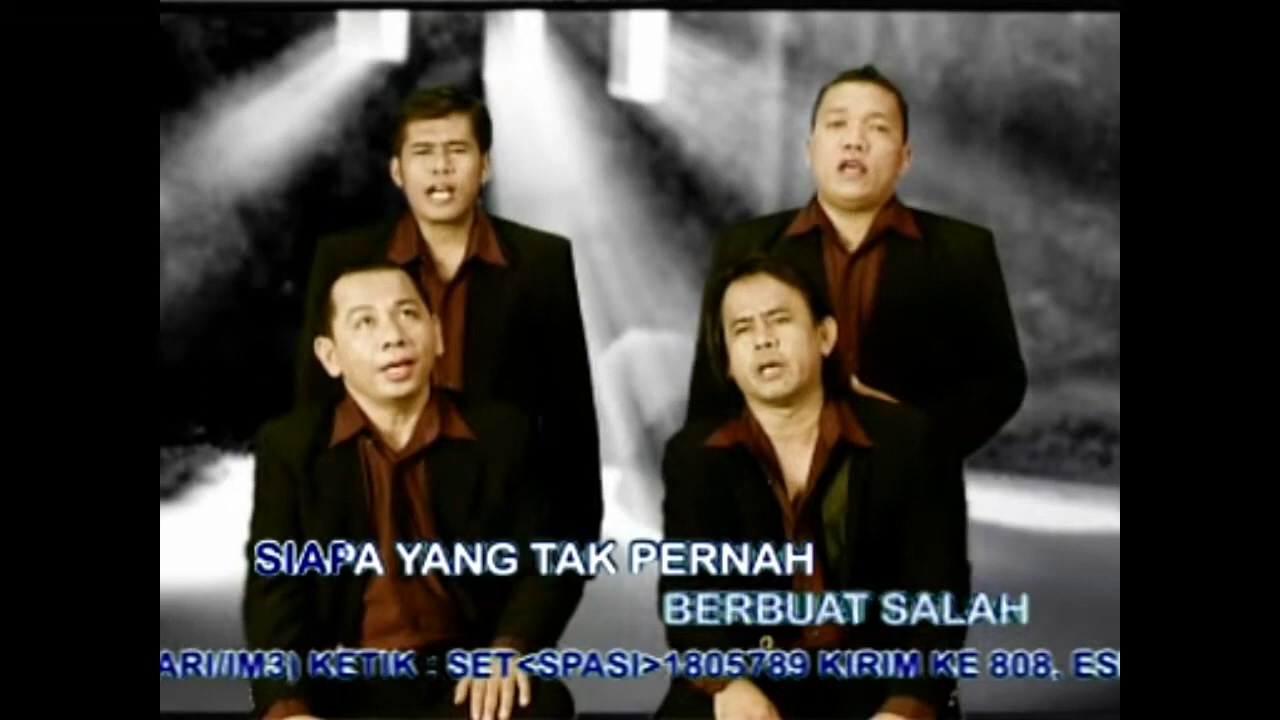 SIAPA YANG TAK PERNAH
BERBUAT SALAH
ARI/IM3) KETIK : SET<SPASI>1805789 KIRIM KE 808, ES